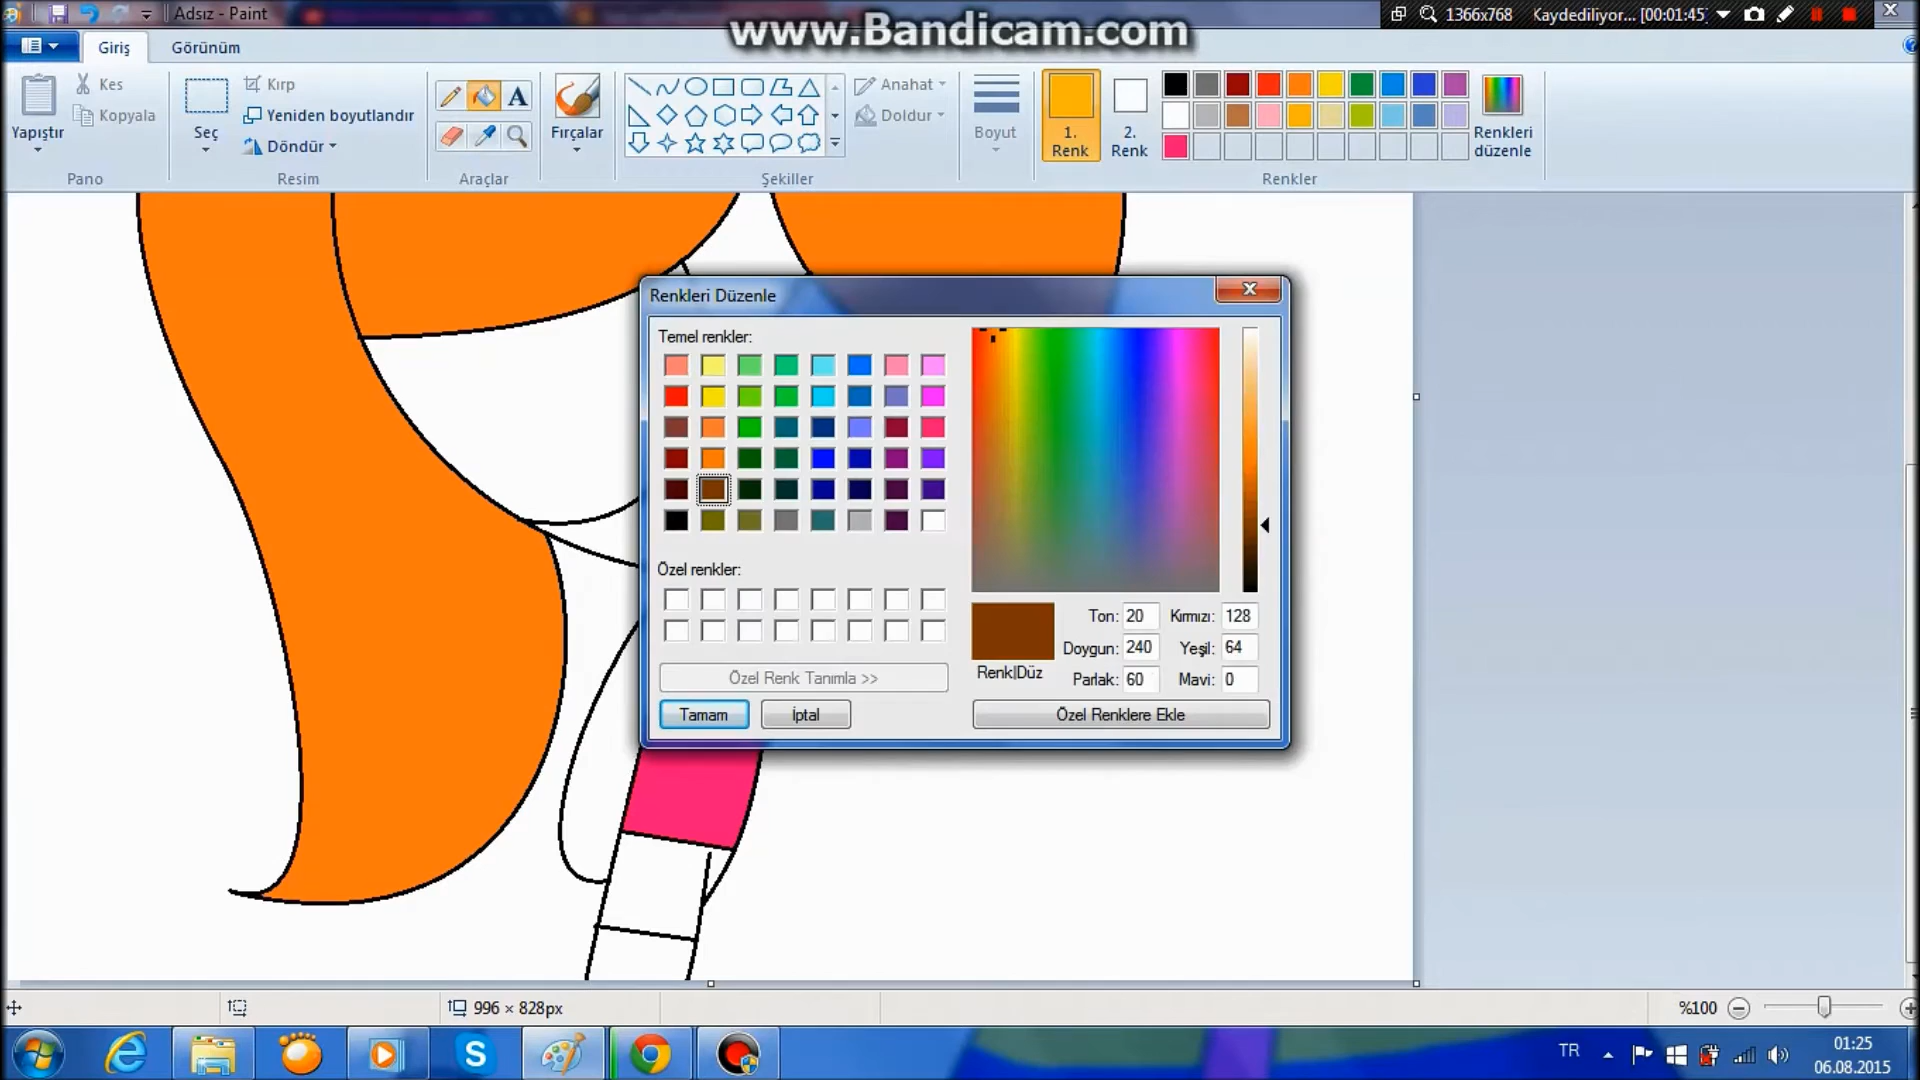 Adsız - Paint
www.Bandicam.com
1366x768 Kaydediliyor... [00:01:45]
Giriş Görünüm
Yapıştır
Kes
Kopyala
Pano
Seç
Kırp
Yeniden boyutlandır
Döndür
Resim
A
Araçlar
Fırçalar
Anahat
Doldur
Şekiller
Boyut
1.
Renk
2.
Renk
Renkler
Renkleri
düzenle
Renkleri Düzenle
Temel renkler:
Özel renkler:
Özel Renk Tanımla >>
Tamam İptal
Renk|Düz
Ton: 20 Kırmızı: 128
Doygun: 240 Yeşil: 64
Parlak: 60 Mavi: 0
Özel Renklere Ekle
996 × 828px
%100
TR
01:25
06.08.2015